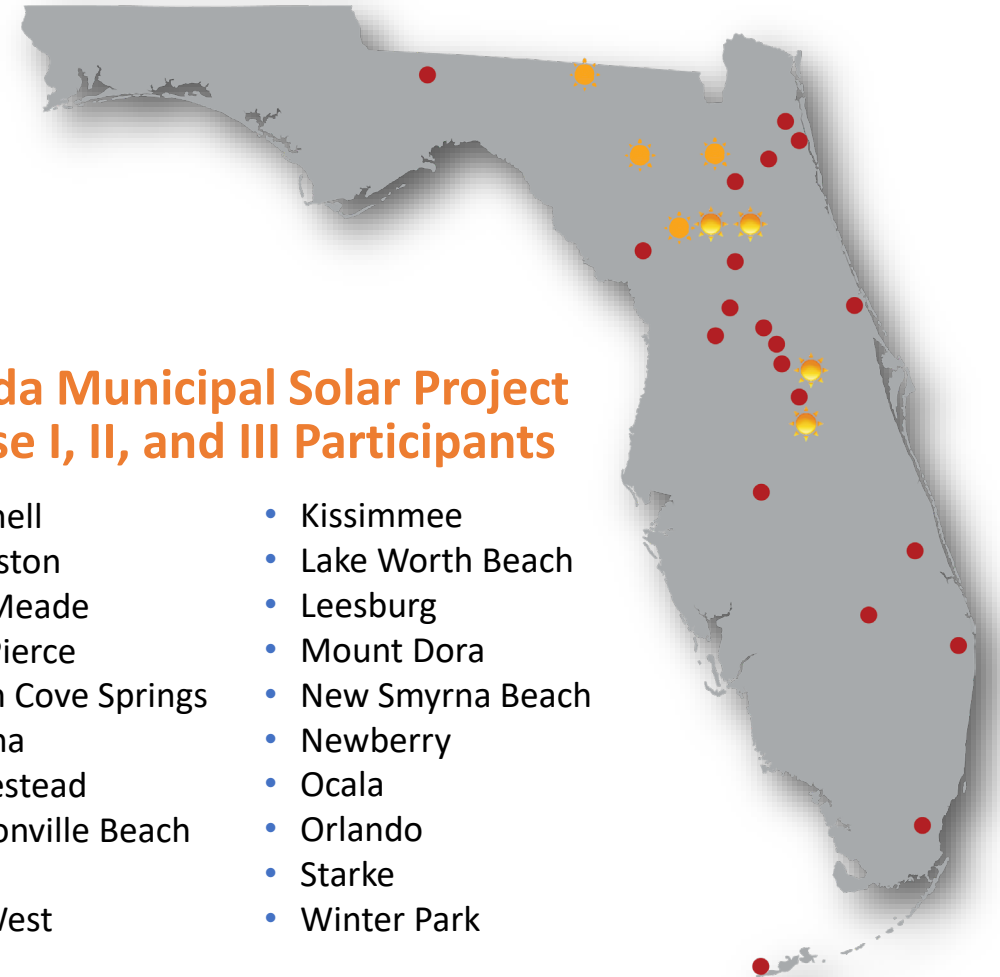 da Municipal Solar Project
se I, II, and III Participants
nell
ston
Meade
Pierce
n Cove Springs
na
estead
onville Beach
West
• Kissimmee
• Lake Worth Beach
• Leesburg
• Mount Dora
• New Smyrna Beach
• Newberry
• Ocala
• Orlando
• Starke
• Winter Park